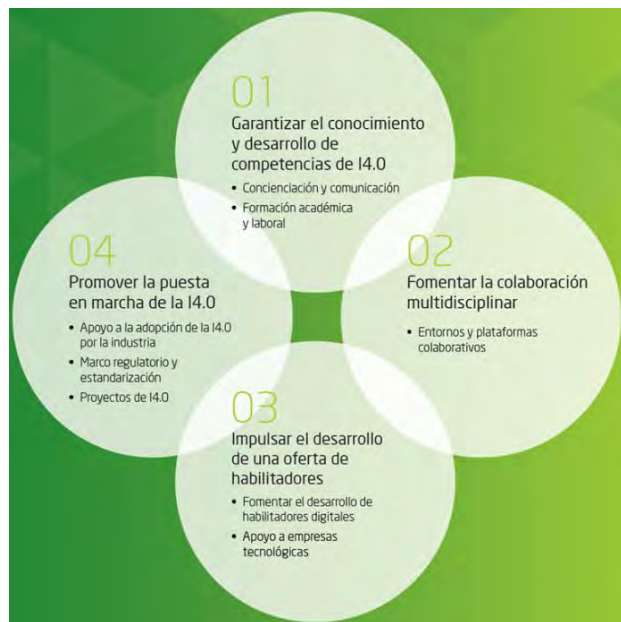 01
Garantizar el conocimiento
y desarrollo de
competencias de I4.0
• Concienciación y comunicación
• Formación académica
y laboral
02
Fomentar la colaboración
multidisciplinar
• Entornos y plataformas
colaborativos
03
Impulsar el desarrollo
de una oferta de
habilitadores
• Fomentar el desarrollo de
habilitadores digitales
• Apoyo a empresas
tecnológicas
04
Promover la puesta
en marcha de la I4.0
• Apoyo a la adopción de la I4.0
por la industria
• Marco regulatorio y
estandarización
• Proyectos de I4.0